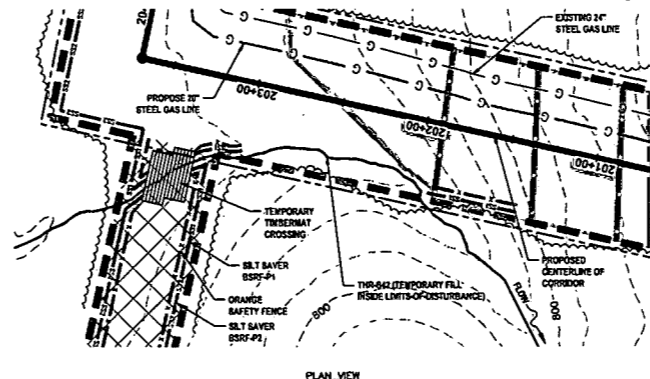 EXISTING 24"
STEEL GAS LINE
PROPOSE 20"
STEEL GAS LINE
203+00
202+00
201+00
TEMPORARY
TIMBERMAT
CROSSING
SILT SAVER
BSRF-P1
ORANGE
SAFETY FENCE
SILT SAVER
BSRF-P2
THR-642 (TEMPORARY FILL
INSIDE LIMITS-OF-DISTURBANCE)
PROPOSED
CENTERLINE OF
CORRIDOR
FLOW
800
800
G G G G G G
G G G G G G
PLAN VIEW